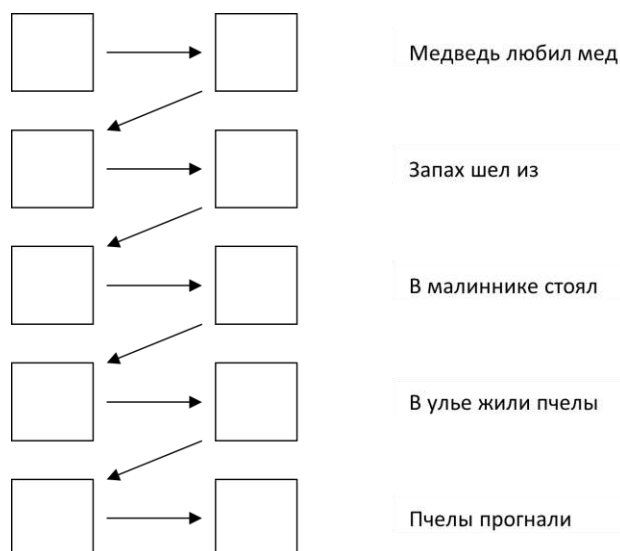 Медведь любил мед
Запах шел из
В малиннике стоял
В улье жили пчелы
Пчелы прогнали